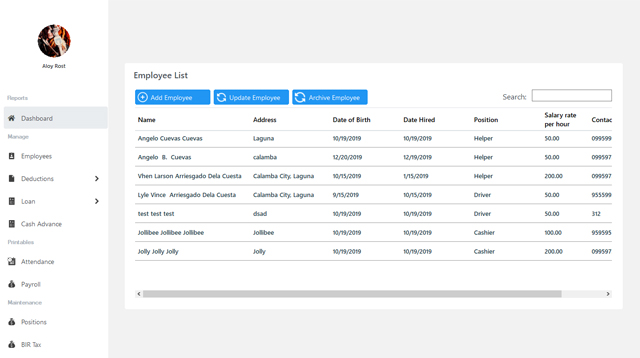 Aloy Rost
Reports
Dashboard
Manage
Employees
Deductions
Loan
Cash Advance
Printables
Attendance
Payroll
Maintenance
Positions
BIR Tax
Employee List
Add Employee Update Employee Archive Employee Search:
Name Address Date of Birth Date Hired Position Salary rate per hour Contac
Angelo Cuevas Cuevas Laguna 10/19/2019 10/19/2019 Helper 50.00 099599
Angelo B. Cuevas calamba 12/20/2019 12/19/2019 Helper 50.00 099597
Vhen Larson Arriesgado Dela Cuesta Calamba City, Laguna 10/15/2019 1/15/2019 Helper 200.00 099597
Lyle Vince Arriesgado Dela Cuesta Calamba City, Laguna 9/15/2019 10/15/2019 Driver 50.00 955599
test test test dsad 10/19/2019 10/19/2019 Driver 50.00 312
Jollibee Jollibee Jollibee Jollibee 10/19/2019 10/19/2019 Cashier 100.00 959595
Jolly Jolly Jolly Jolly 10/19/2019 10/19/2019 Cashier 200.00 099597